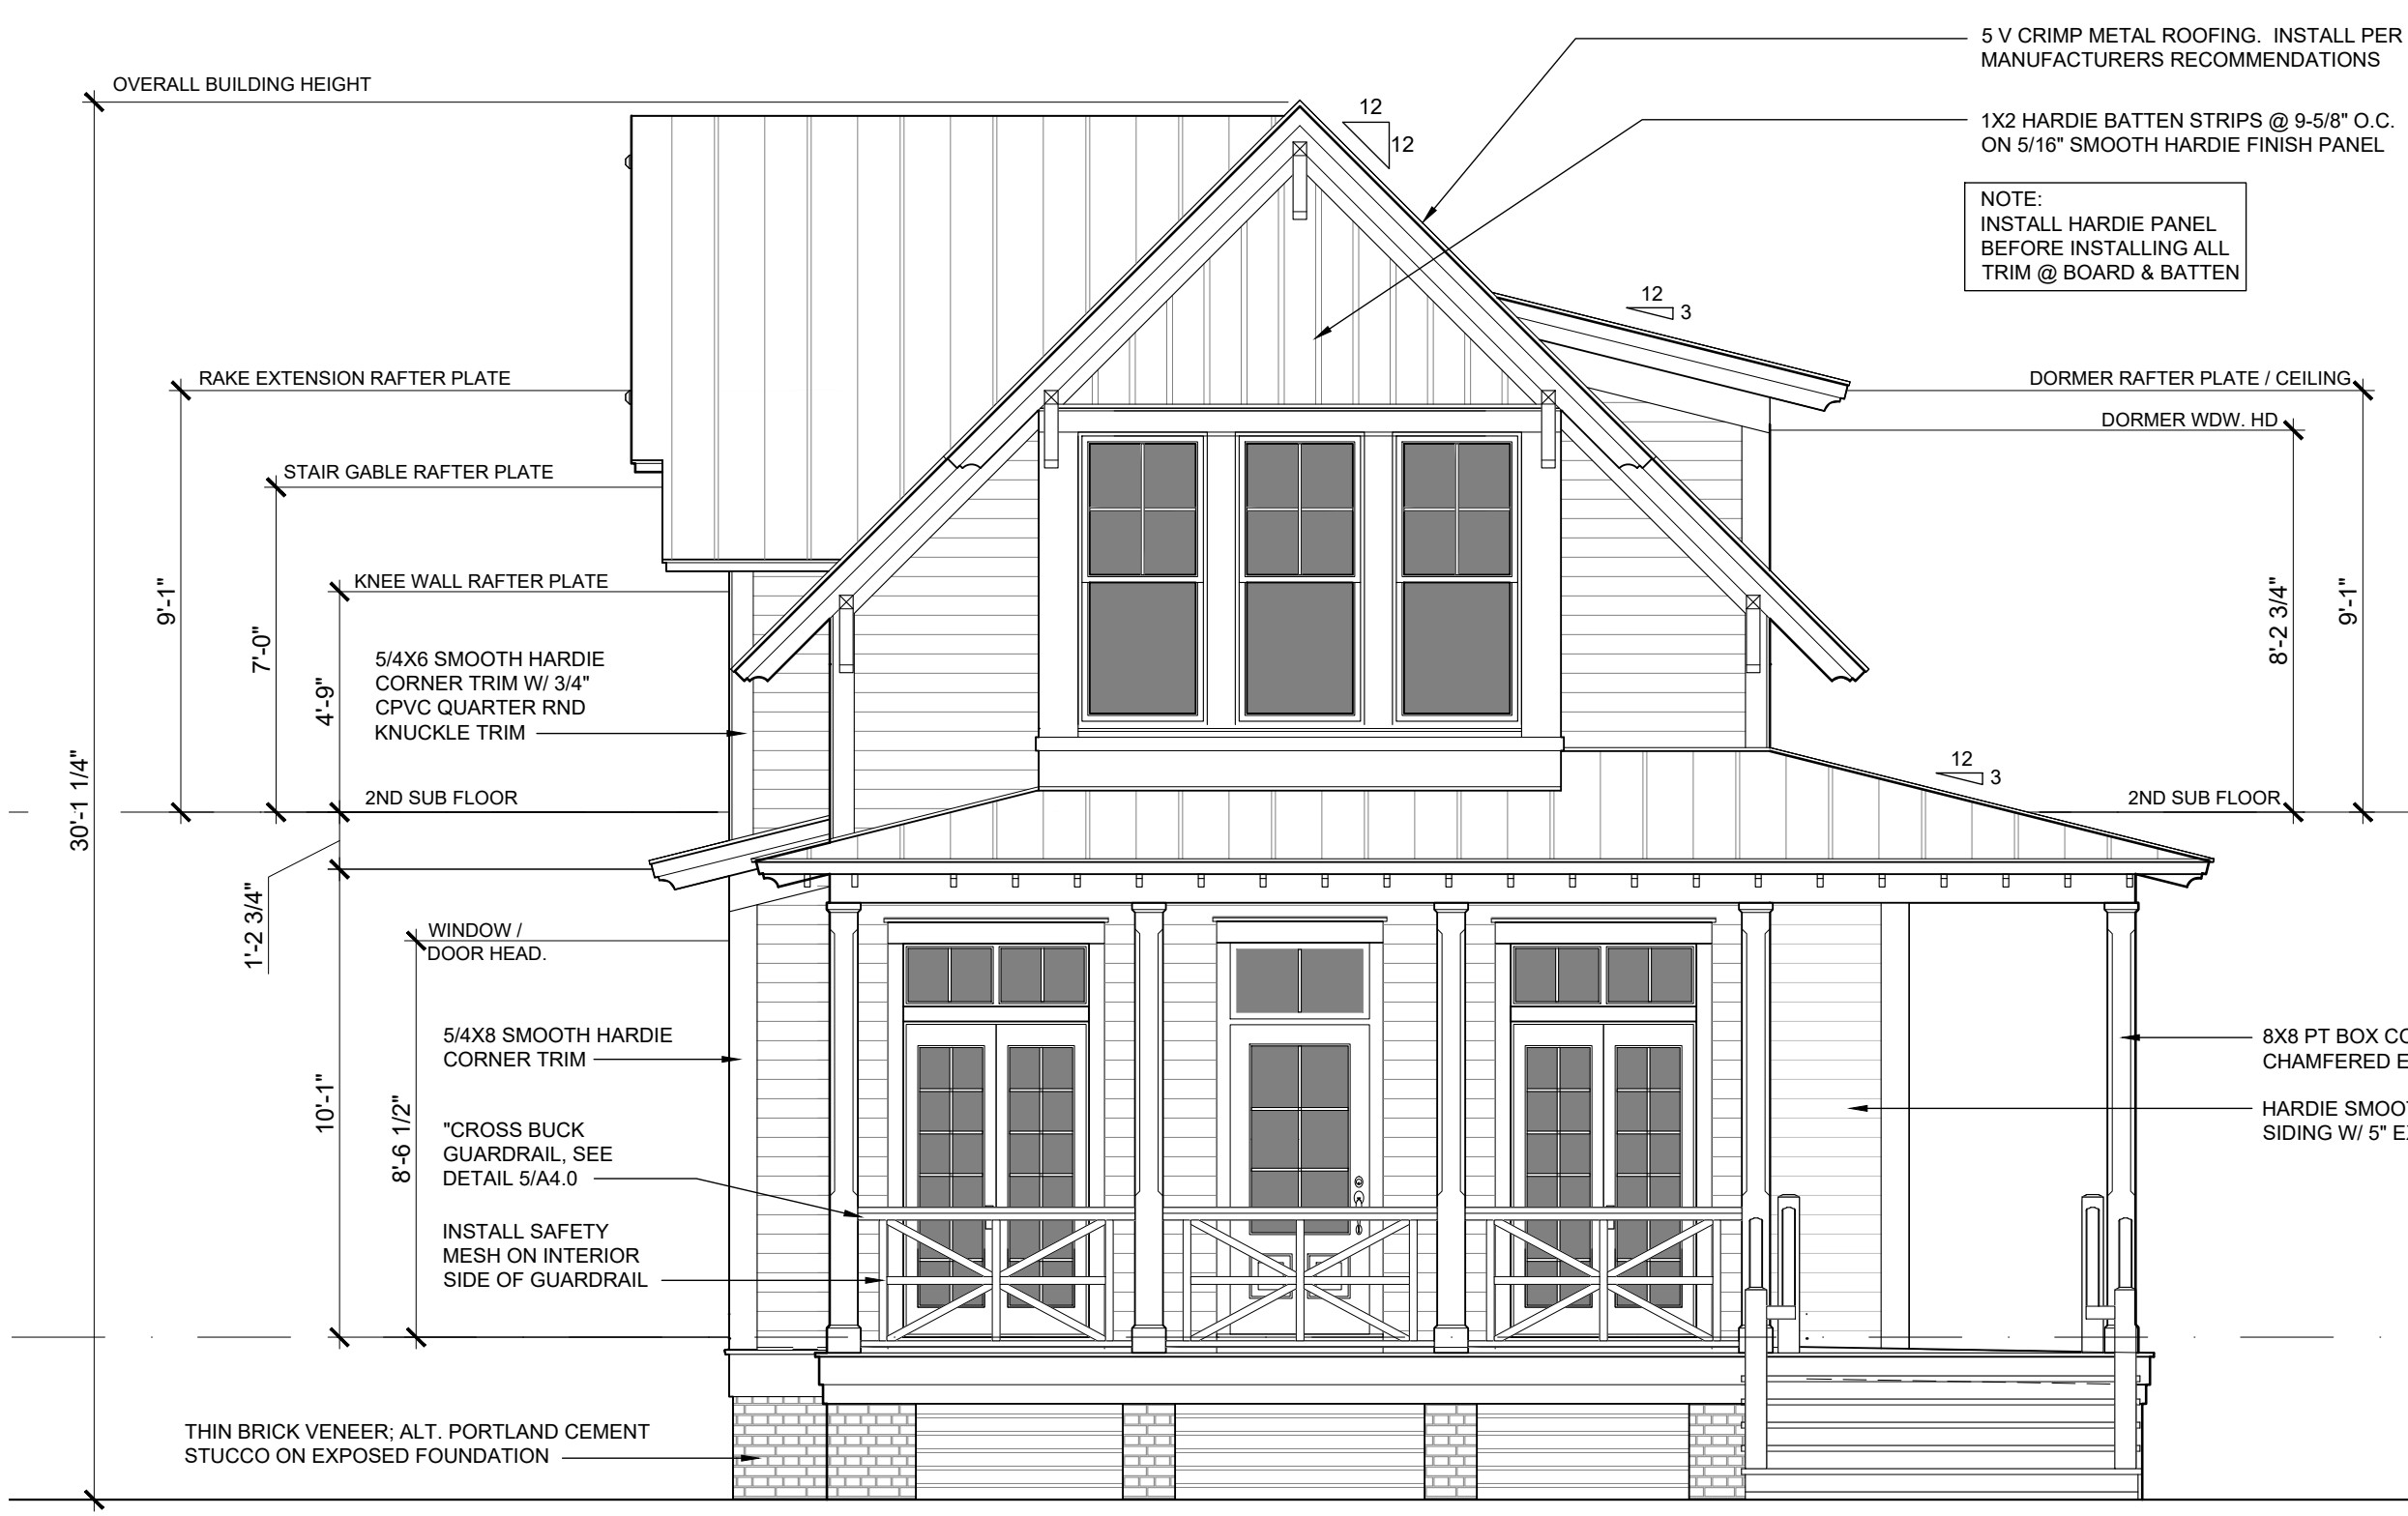 5 V CRIMP METAL ROOFING.  INSTALL PER
MANUFACTURERS RECOMMENDATIONS
OVERALL BUILDING HEIGHT
12
12
1X2 HARDIE BATTEN STRIPS @ 9-5/8" O.C.
ON 5/16" SMOOTH HARDIE FINISH PANEL
NOTE:
INSTALL HARDIE PANEL
BEFORE INSTALLING ALL
TRIM @ BOARD & BATTEN
12
3
RAKE EXTENSION RAFTER PLATE
DORMER RAFTER PLATE / CEILING
DORMER WDW. HD
STAIR GABLE RAFTER PLATE
KNEE WALL RAFTER PLATE
9'-1"
7'-0"
4'-9"
8'-2 3/4"
9'-1"
5/4X6 SMOOTH HARDIE
CORNER TRIM W/ 3/4"
CPVC QUARTER RND
KNUCKLE TRIM
30'-1 1/4"
12
3
2ND SUB FLOOR
2ND SUB FLOOR
1'-2 3/4"
WINDOW /
DOOR HEAD.
5/4X8 SMOOTH HARDIE
CORNER TRIM
8X8 PT BOX
CHAMFERED
10'-1"
8'-6 1/2"
"CROSS BUCK
GUARDRAIL, SEE
DETAIL 5/A4.0
HARDIE
SIDING W/ 5"
INSTALL SAFETY
MESH ON INTERIOR
SIDE OF GUARDRAIL
THIN BRICK VENEER; ALT. PORTLAND CEMENT
STUCCO ON EXPOSED FOUNDATION